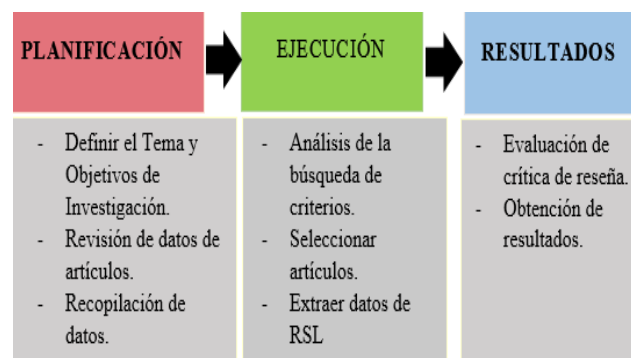 PLANIFICACIÓN
- Definir el Tema y
Objetivos de
Investigación.
- Revisión de datos de
artículos.
- Recopilación de
datos.
EJECUCIÓN
- Análisis de la
búsqueda de
criterios.
- Seleccionar
artículos.
- Extraer datos de
RSL
RESULTADOS
- Evaluación de
crítica de reseña.
- Obtención de
resultados.